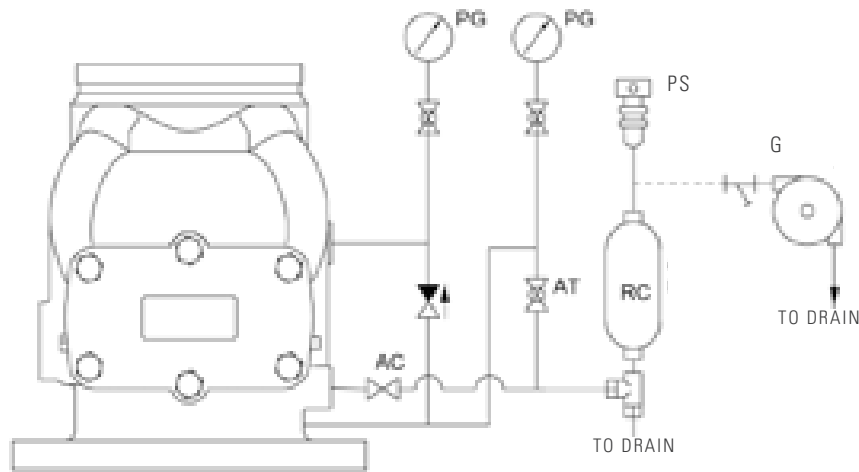 PG
PG
PS
G
AT
RC
TO DRAIN
AC
TO DRAIN